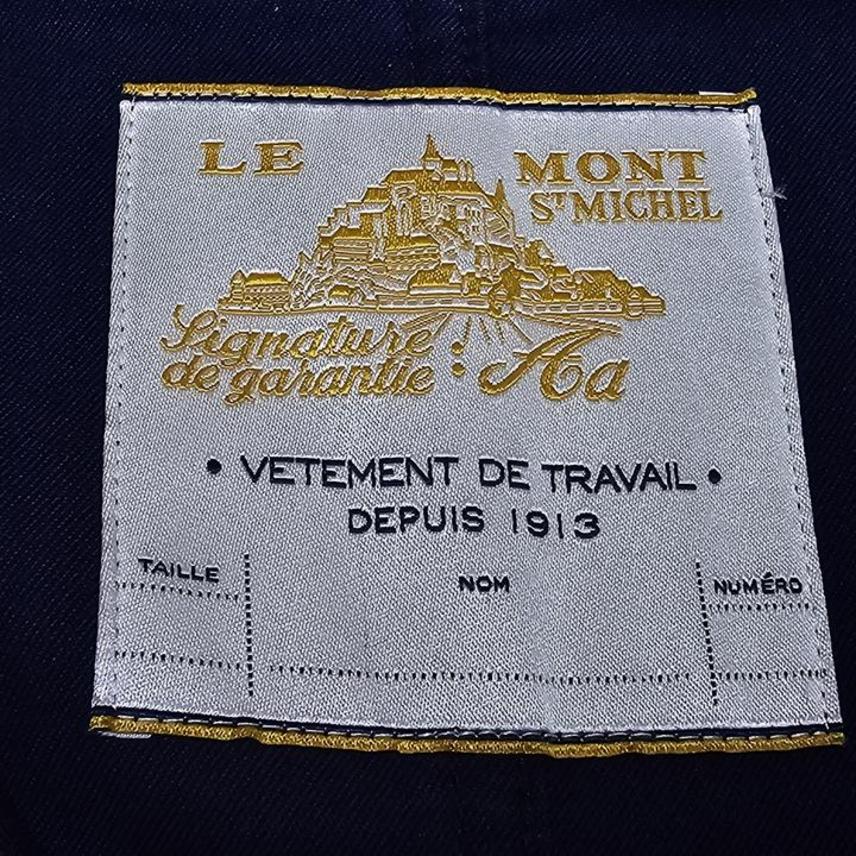 LE MONT
ST MICHEL
Signature
de garantie : Aa
• VETEMENT DE TRAVAIL •
DEPUIS 1913
TAILLE NOM NUMÉRO